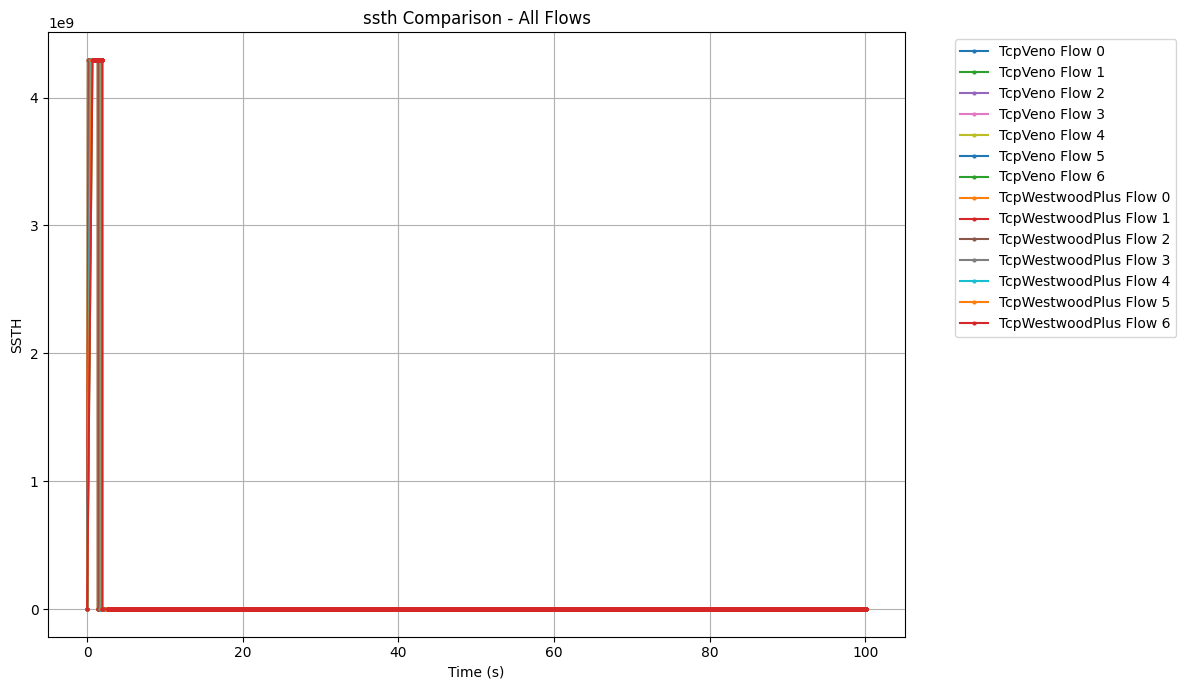 ssth Comparison - All Flows
1e9
4
3
2
1
0
SSTH
0 20 40 60 80 100
Time (s)
TcpVeno Flow 0
TcpVeno Flow 1
TcpVeno Flow 2
TcpVeno Flow 3
TcpVeno Flow 4
TcpVeno Flow 5
TcpVeno Flow 6
TcpWestwoodPlus Flow 0
TcpWestwoodPlus Flow 1
TcpWestwoodPlus Flow 2
TcpWestwoodPlus Flow 3
TcpWestwoodPlus Flow 4
TcpWestwoodPlus Flow 5
TcpWestwoodPlus Flow 6